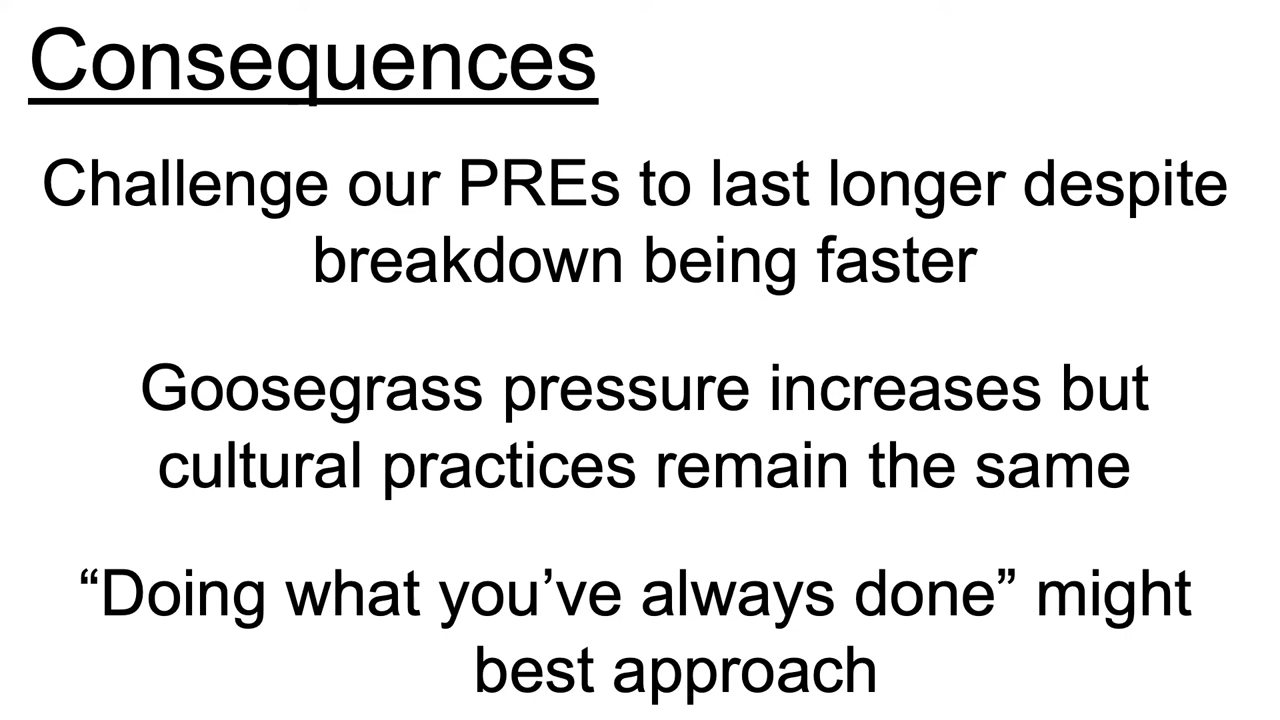 Consequences
Challenge our PREs to last longer despite
breakdown being faster
Goosegrass pressure increases but
cultural practices remain the same
“Doing what you’ve always done” might
best approach